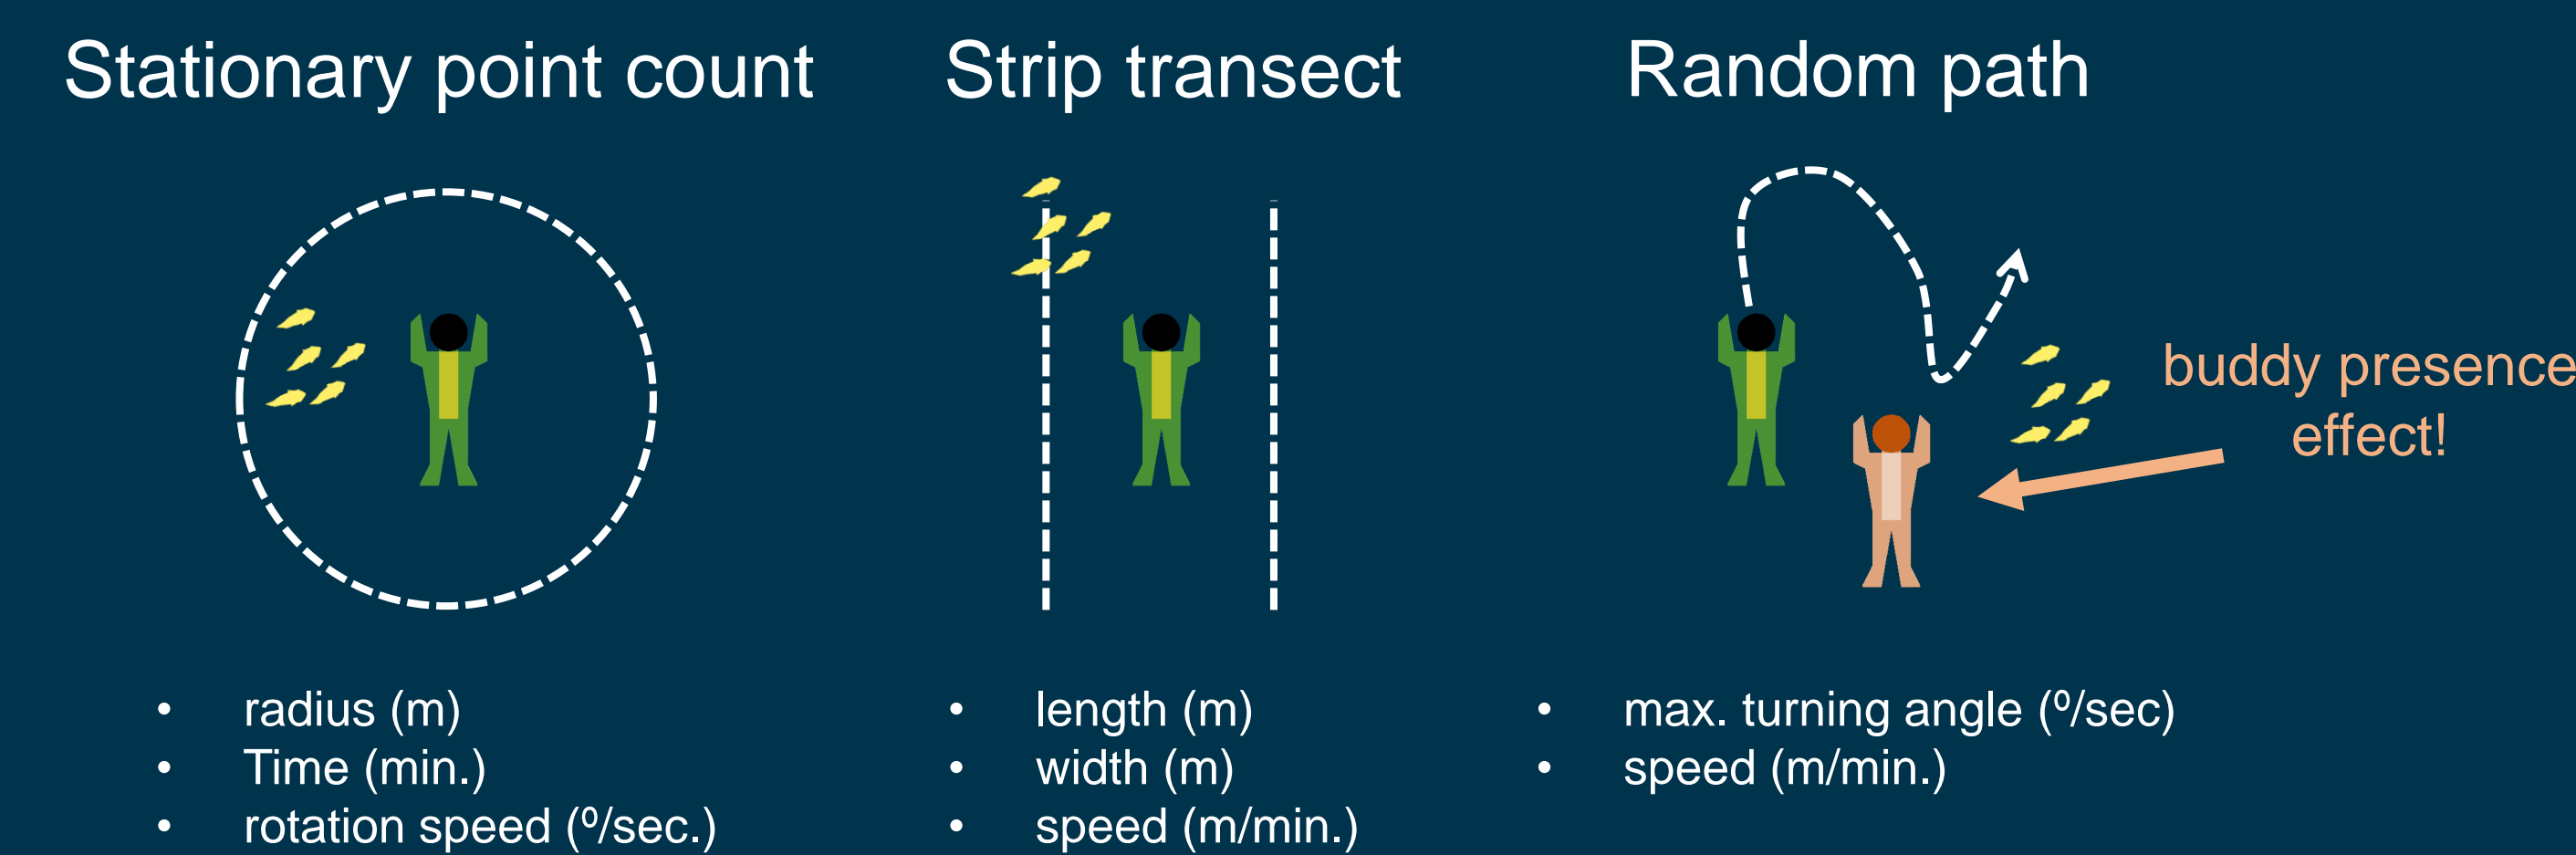 Stationary point count
Strip transect
Random path
buddy presence
effect!
• radius (m)
• Time (min.)
• rotation speed (º/sec.)
• length (m)
• width (m)
• speed (m/min.)
• max. turning angle (º/sec)
• speed (m/min.)